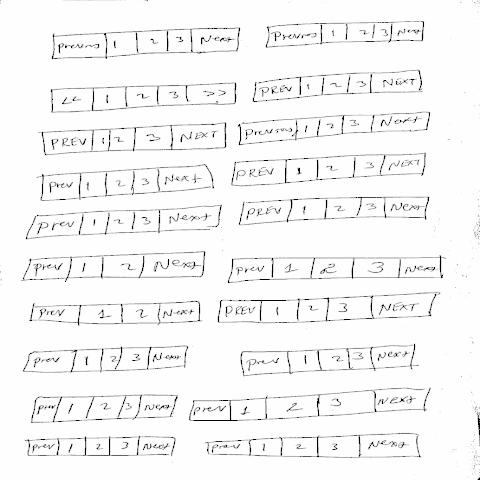 Previous 1 2 3 Next Previous 1 2 3 Next
<< 1 2 3 >> PREV 1 2 3 NEXT
PREV 1 2 3 NEXT Previous 1 2 3 Next
Prev 1 2 3 Next PREV 1 2 3 NEXT
prev 1 2 3 Next PREV 1 2 3 Next
prev 1 2 Next prev 1 2 3 Next
prev 1 2 Next PREV 1 2 3 NEXT
prev 1 2 3 Next prev 1 2 3 Next
prev 1 2 3 Next prev 1 2 3 Next
prev 1 2 3 Next prev 1 2 3 Next